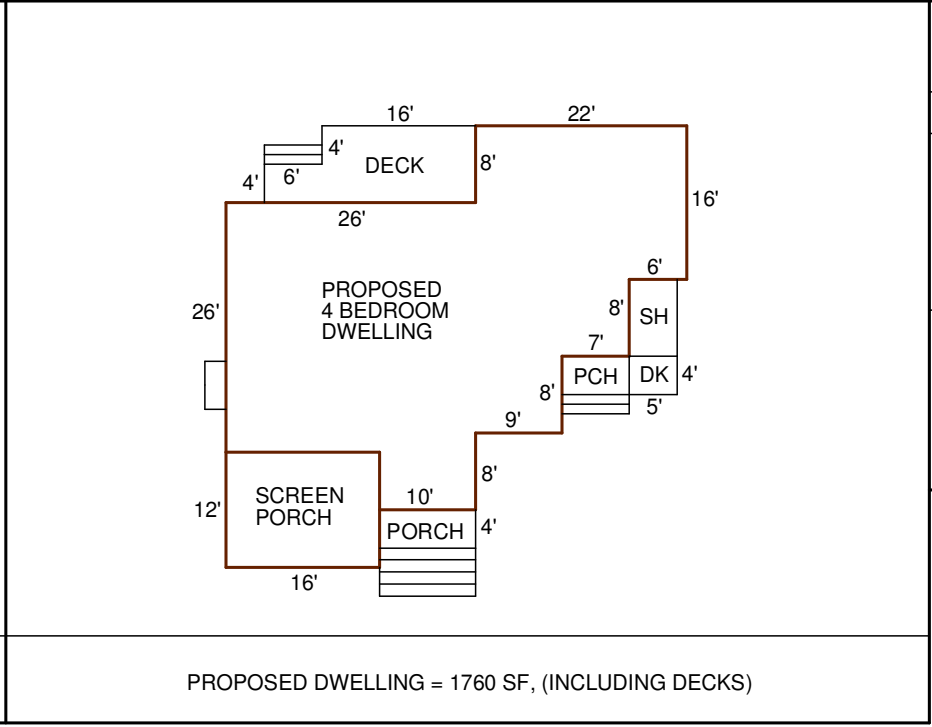 16'
22'
4'
DECK
8'
4'
6'
16'
26'
6'
PROPOSED
4 BEDROOM
DWELLING
26'
8'
SH
7'
PCH
DK
4'
8'
5'
9'
8'
SCREEN
PORCH
10'
12'
PORCH
4'
16'
PROPOSED DWELLING = 1760 SF, (INCLUDING DECKS)